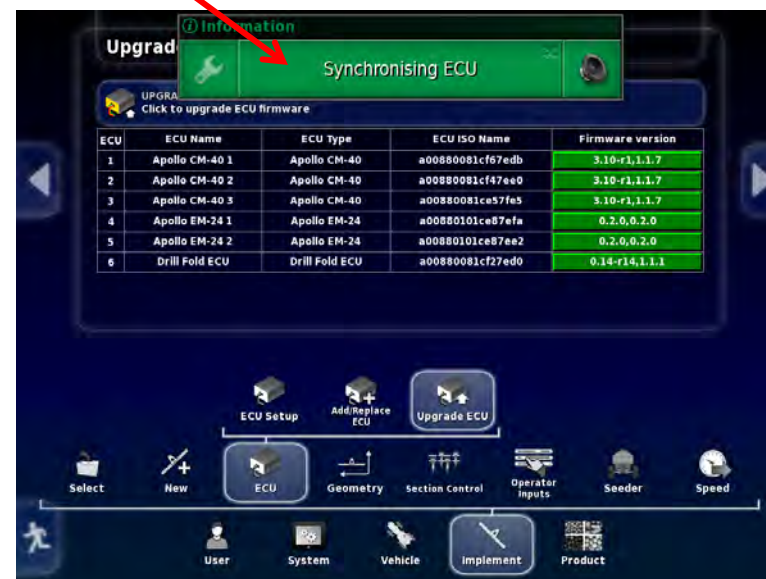 Information
Upgrad
Synchronising ECU
UPGRA
Click to upgrade ECU firmware
ECU ECU Name ECU Type ECU ISO Name Firmware version
1 Apollo CM-40 1 Apollo CM-40 a00880081cf67edb 3.10-r1,1.1.7
2 Apollo CM-40 2 Apollo CM-40 a00880081cf47ee0 3.10-r1,1.1.7
3 Apollo CM-40 3 Apollo CM-40 a00880081ce57fe5 3.10-r1,1.1.7
4 Apollo EM-24 1 Apollo EM-24 a00880101ce87efa 0.2.0,0.2.0
5 Apollo EM-24 2 Apollo EM-24 a00880101ce87ee2 0.2.0,0.2.0
6 Drill Fold ECU Drill Fold ECU a00880081cf27ed0 0.14-r14,1.1.1
ECU Setup
Add/Replace
ECU
Upgrade ECU
Select New ECU Geometry Section Control
Operator
Inputs
Seeder Speed
User System Vehicle Implement Product